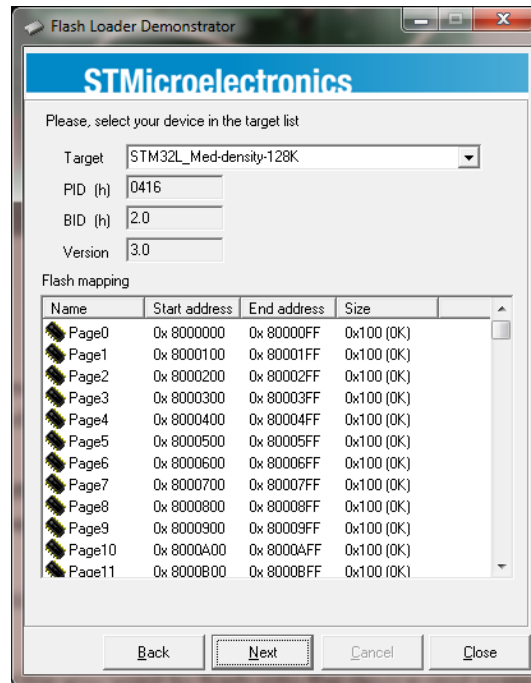 Flash Loader Demonstrator
STMicroelectronics
Please, select your device in the target list
Target STM32L_Med-density-128K
PID (h) 0416
BID (h) 2.0
Version 3.0
Flash mapping
Name Start address End address Size
Page0 0x 8000000 0x 80000FF 0x100 (0K)
Page1 0x 8000100 0x 80001FF 0x100 (0K)
Page2 0x 8000200 0x 80002FF 0x100 (0K)
Page3 0x 8000300 0x 80003FF 0x100 (0K)
Page4 0x 8000400 0x 80004FF 0x100 (0K)
Page5 0x 8000500 0x 80005FF 0x100 (0K)
Page6 0x 8000600 0x 80006FF 0x100 (0K)
Page7 0x 8000700 0x 80007FF 0x100 (0K)
Page8 0x 8000800 0x 80008FF 0x100 (0K)
Page9 0x 8000900 0x 80009FF 0x100 (0K)
Page10 0x 8000A00 0x 8000AFF 0x100 (0K)
Page11 0x 8000B00 0x 8000BFF 0x100 (0K)
Back Next Cancel Close